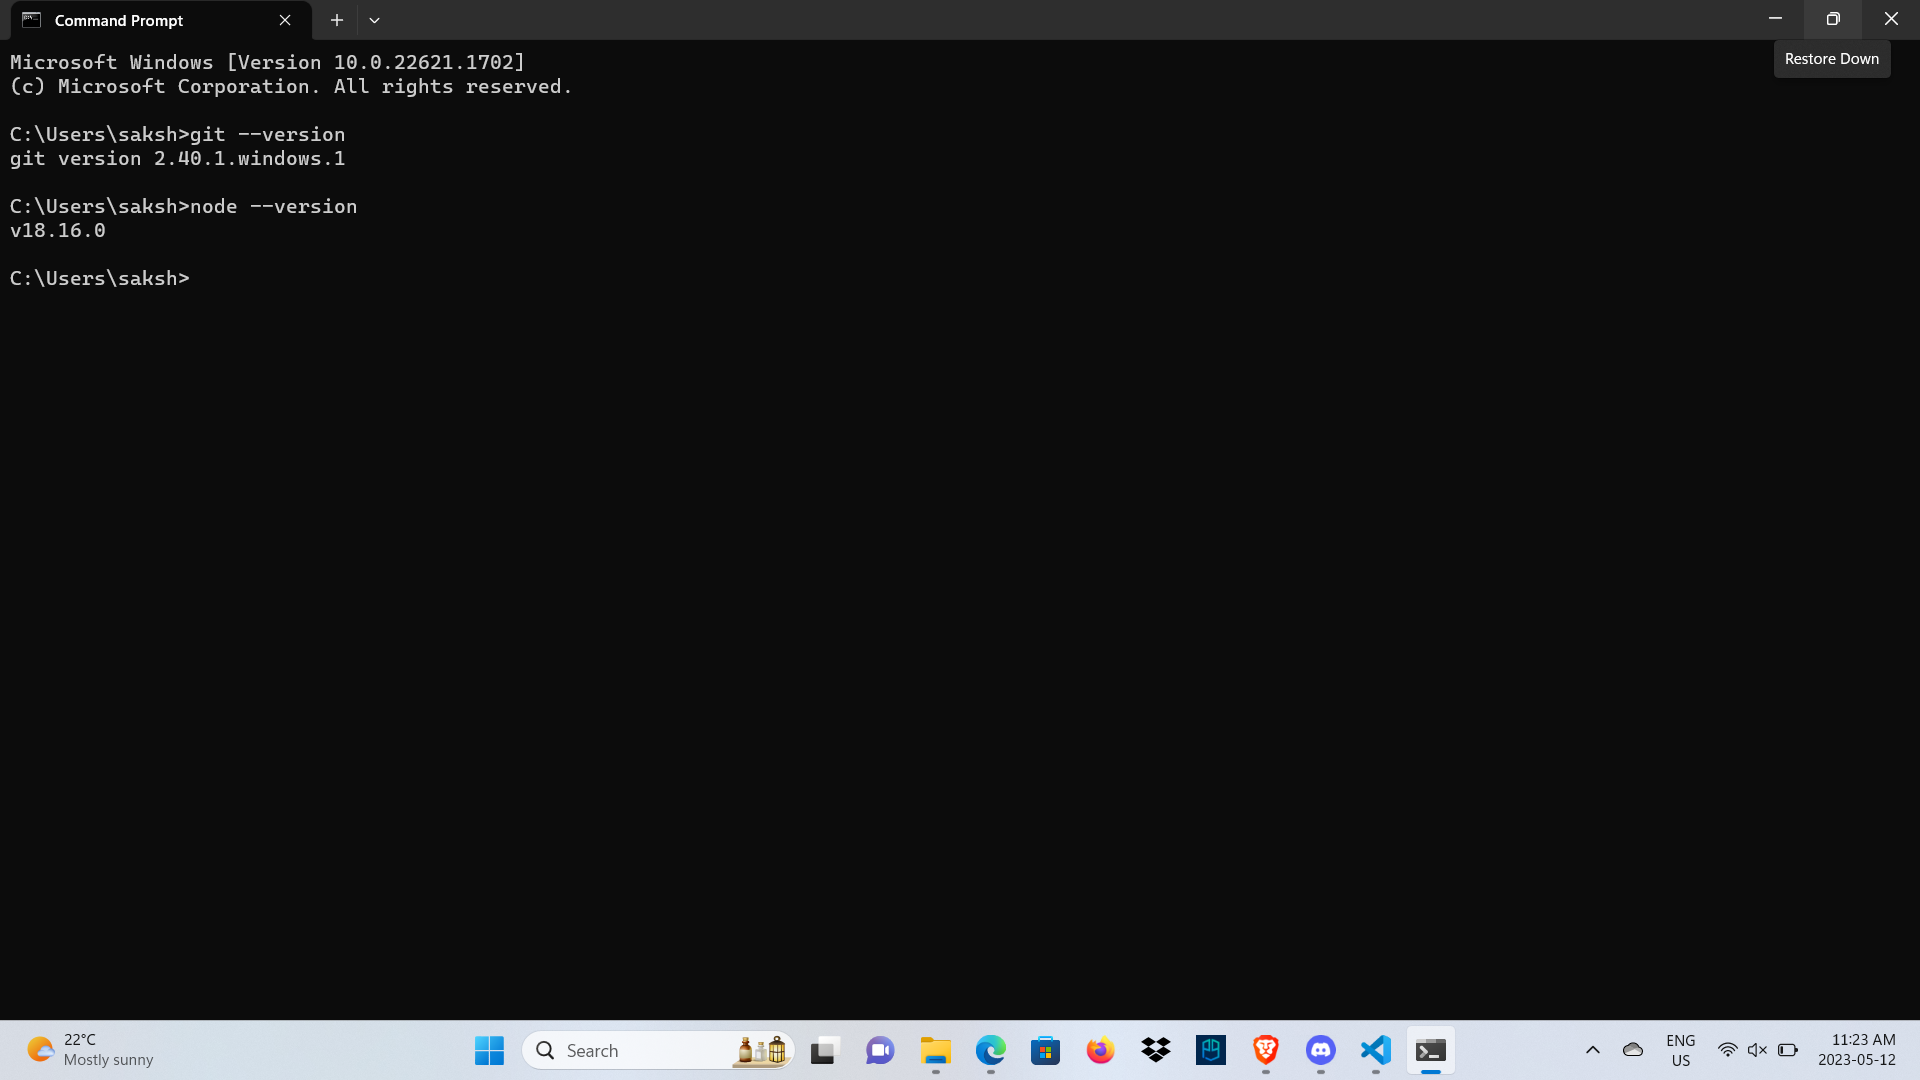 Command Prompt
Restore Down
Microsoft Windows [Version 10.0.22621.1702]
(c) Microsoft Corporation. All rights reserved.
C:\Users\saksh>git --version
git version 2.40.1.windows.1
C:\Users\saksh>node --version
v18.16.0
C:\Users\saksh>
22°C
Mostly sunny
Search
ENG
US
11:23 AM
2023-05-12